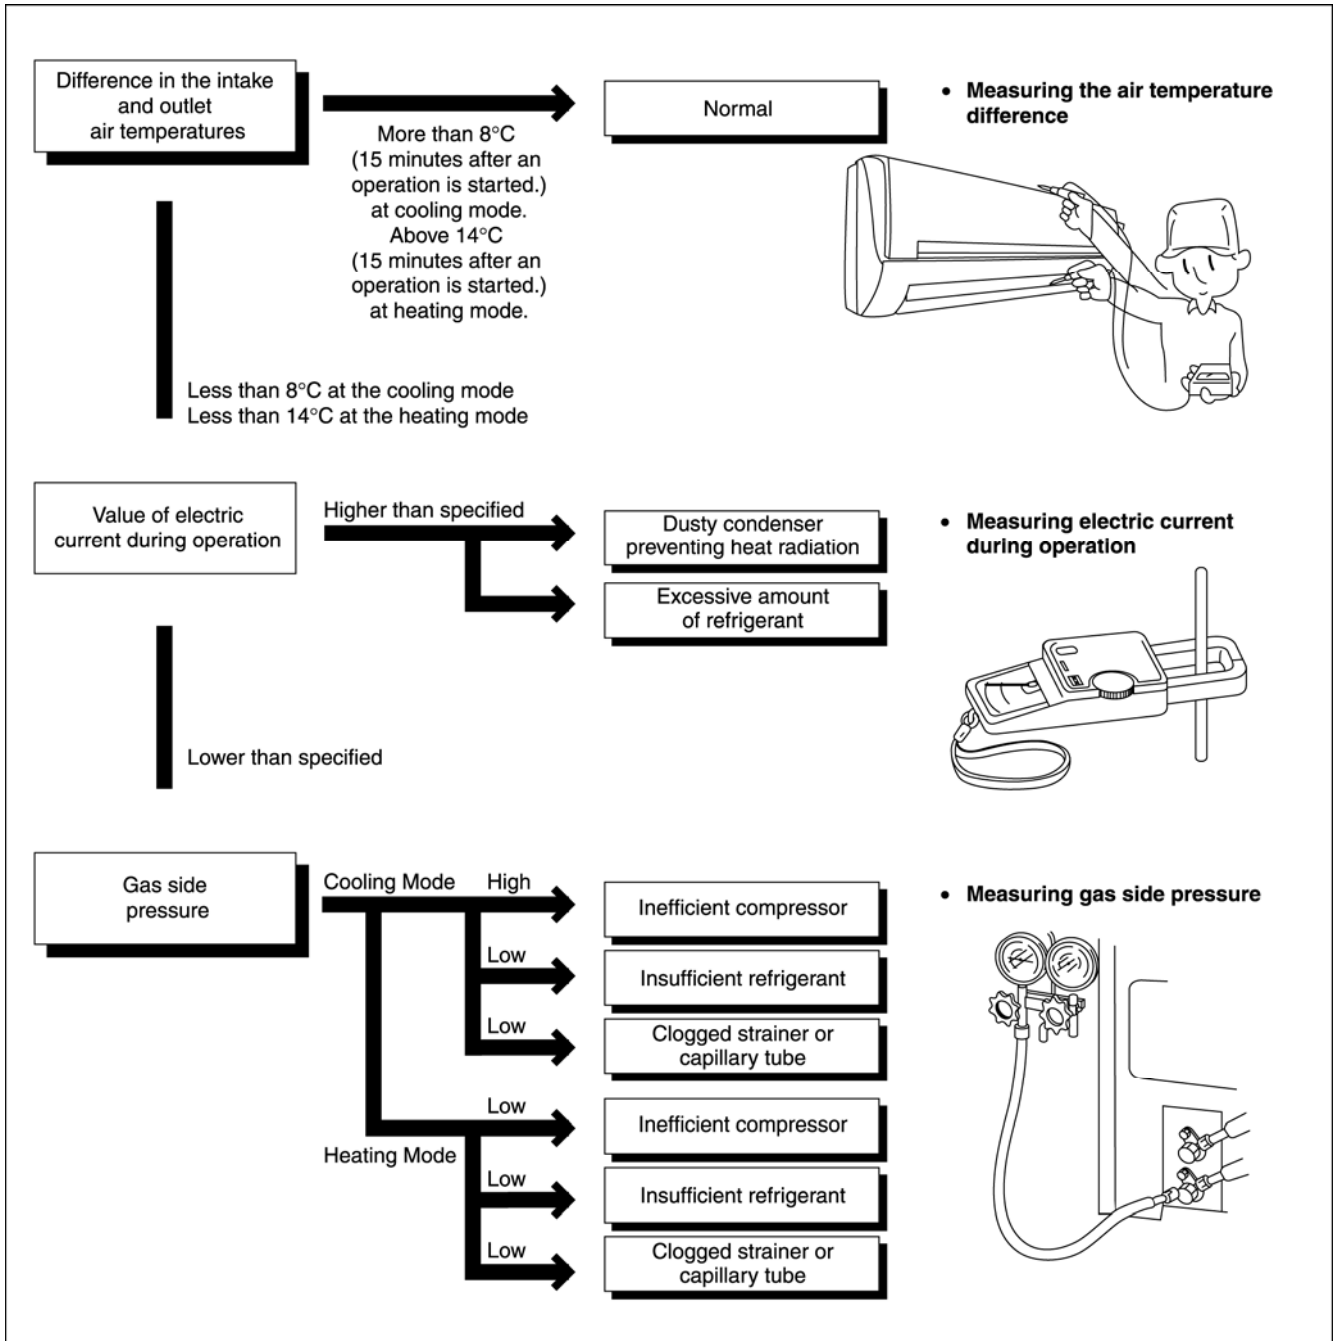 Difference in the intake
and outlet
air temperatures
More than 8°C
(15 minutes after an
operation is started.)
at cooling mode.
Above 14°C
(15 minutes after an
operation is started.)
at heating mode.
Normal
• Measuring the air temperature
difference
Less than 8°C at the cooling mode
Less than 14°C at the heating mode
Value of electric
current during operation
Higher than specified
Dusty condenser
preventing heat radiation
Excessive amount
of refrigerant
• Measuring electric current
during operation
Lower than specified
Gas side
pressure
Cooling Mode
High
Inefficient compressor
Low
Insufficient refrigerant
Low
Clogged strainer or
capillary tube
Heating Mode
Low
Inefficient compressor
Low
Insufficient refrigerant
Low
Clogged strainer or
capillary tube
• Measuring gas side pressure